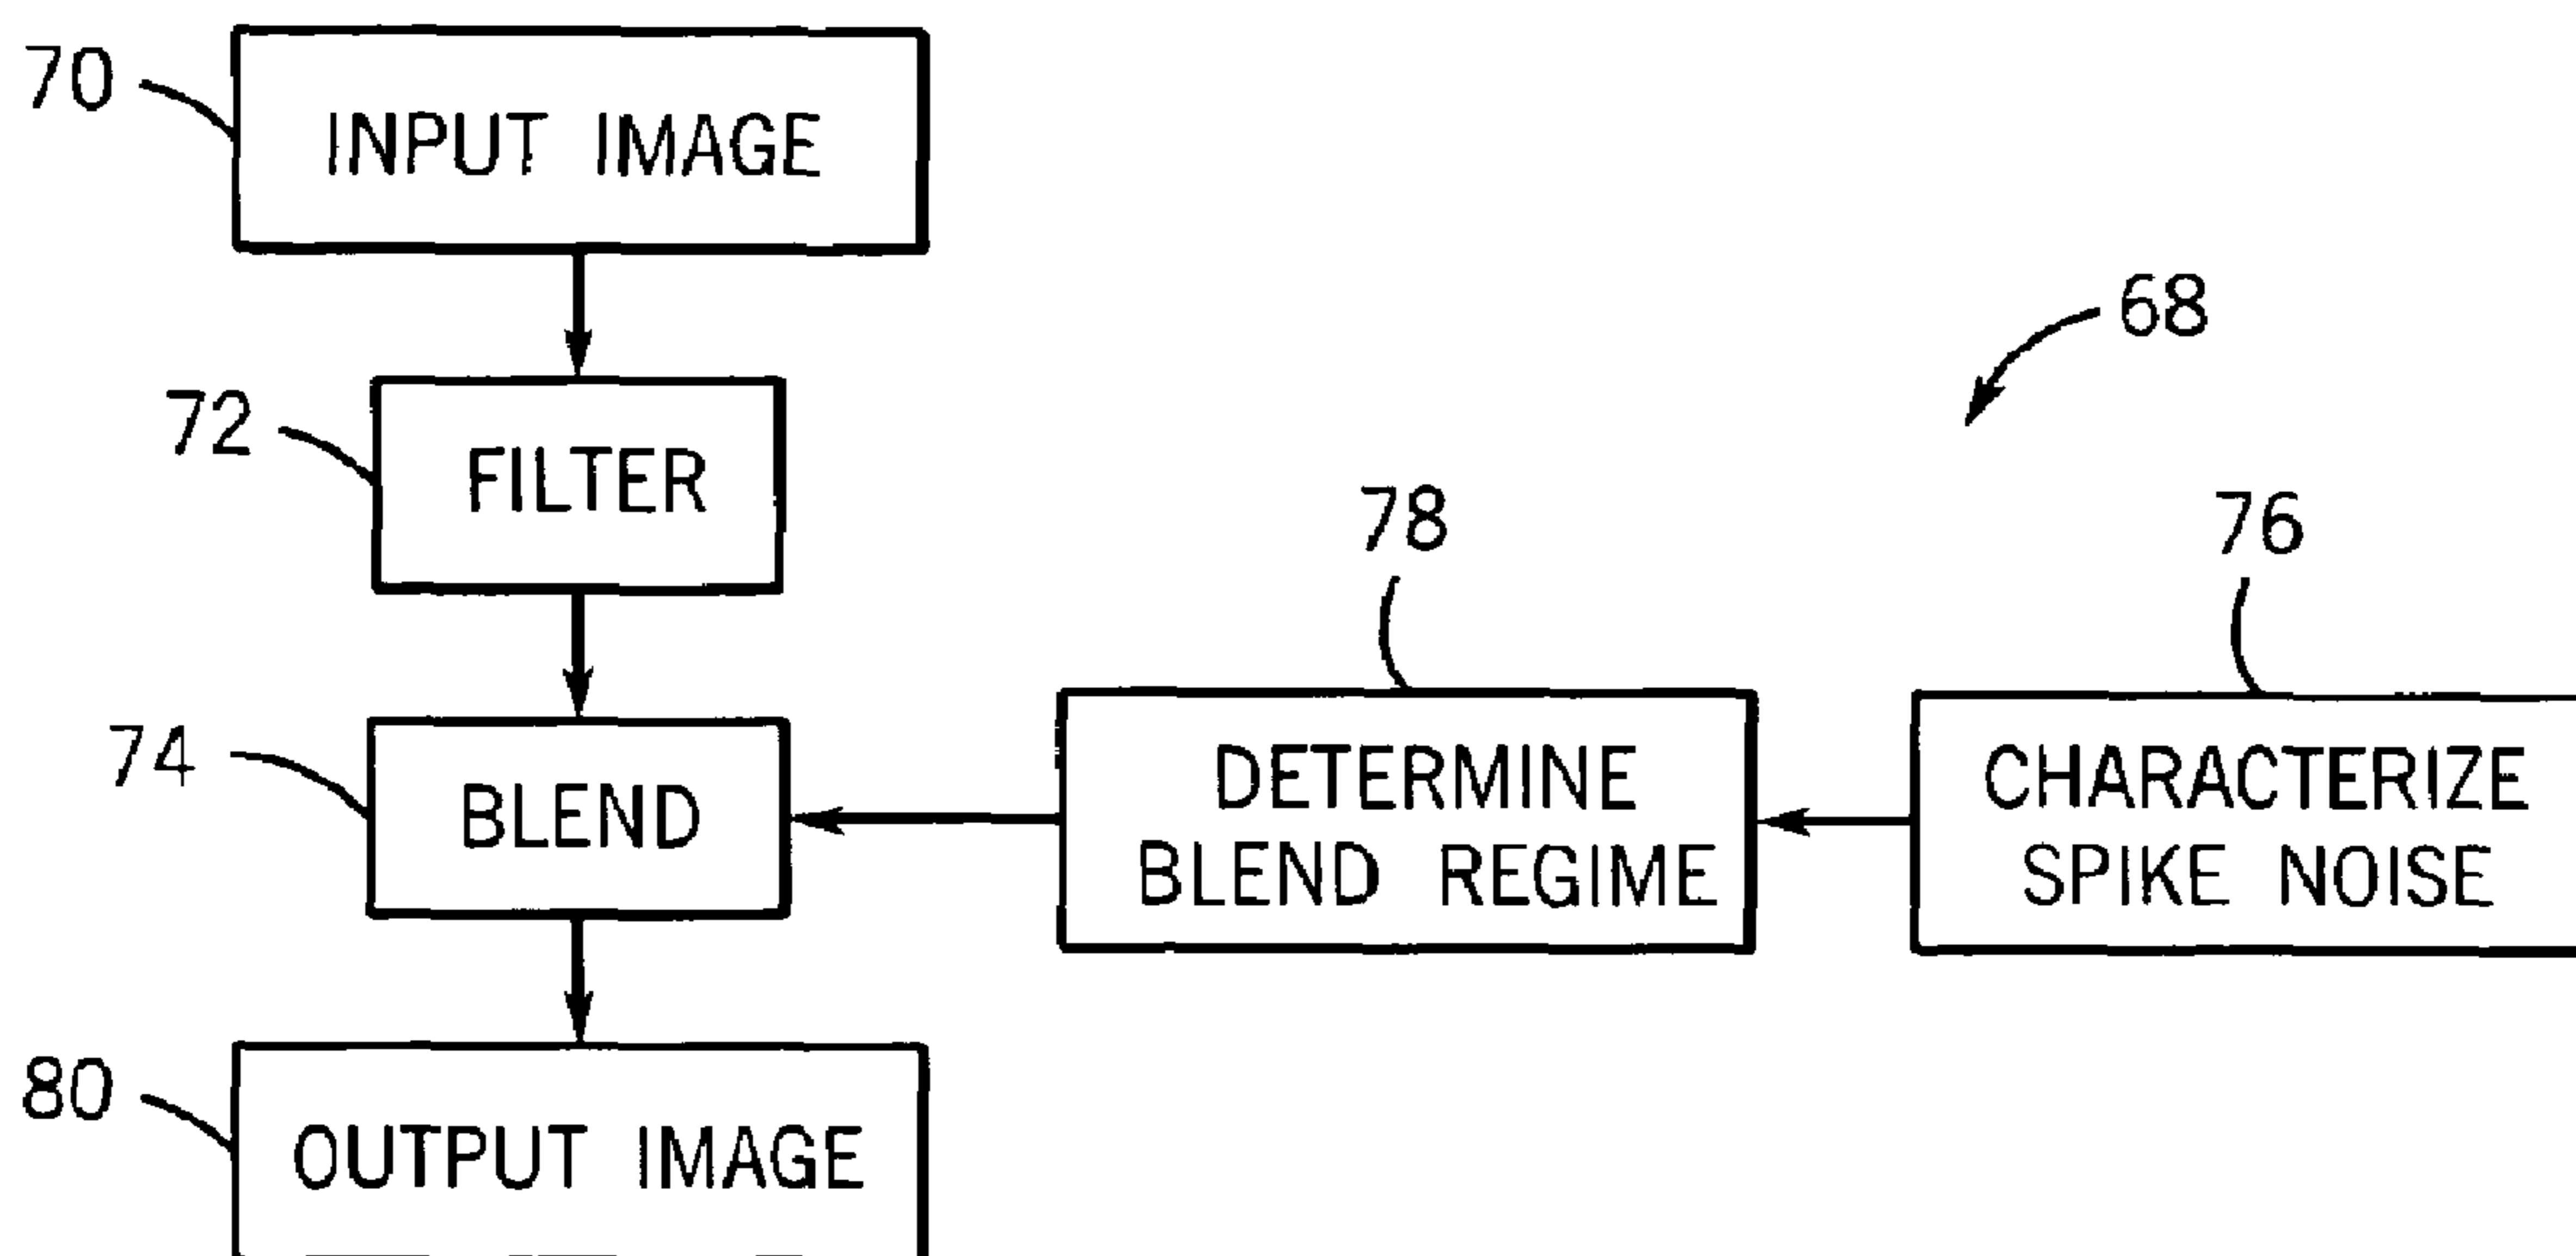 70
INPUT IMAGE
68
72
FILTER
78
76
74
BLEND
DETERMINE
BLEND REGIME
CHARACTERIZE
SPIKE NOISE
80
OUTPUT IMAGE